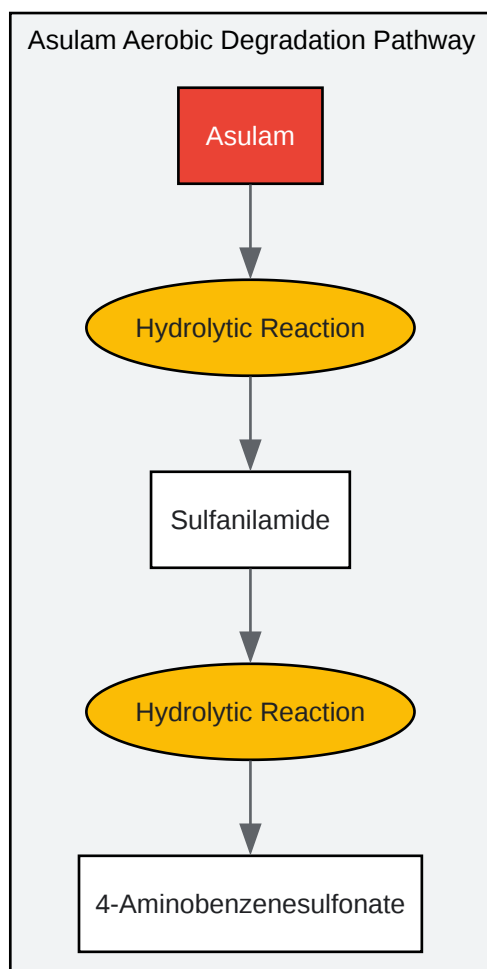 Asulam Aerobic Degradation Pathway
Asulam
Hydrolytic Reaction
Sulfanilamide
Hydrolytic Reaction
4-Aminobenzenesulfonate